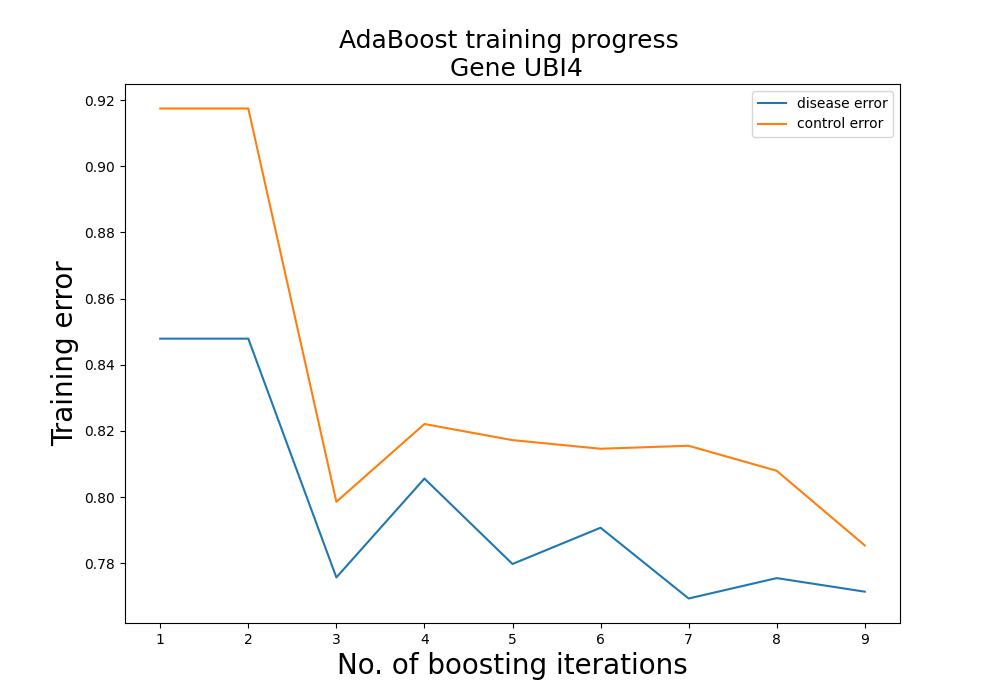 AdaBoost training progress
Gene UBI4
disease error
control error
Training error
0.92
0.90
0.88
0.86
0.84
0.82
0.80
0.78
1 2 3 4 5 6 7 8 9
No. of boosting iterations